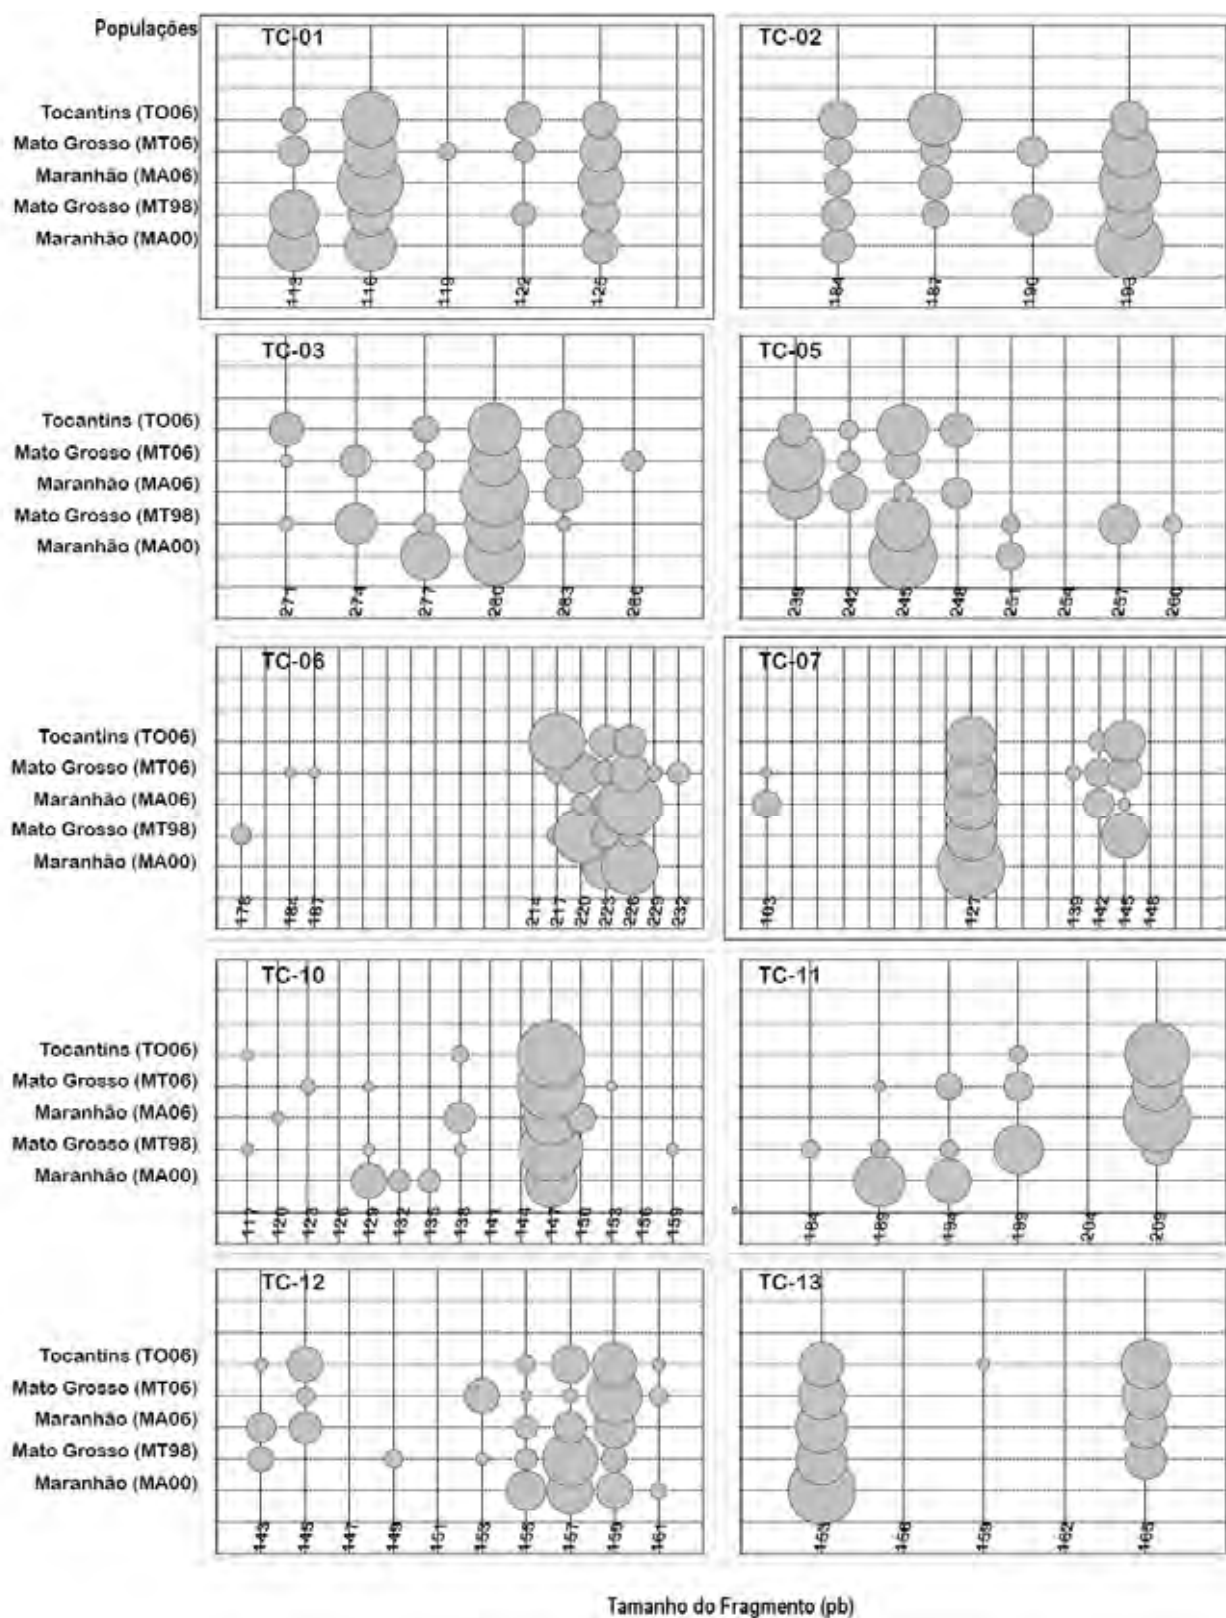 Populações
TC-01
TC-02
Tocantins (TO06)
Mato Grosso (MT06)
Maranhão (MA06)
Mato Grosso (MT98)
Maranhão (MA00)
113 116 119 122 125
184 187 190 193
TC-03
TC-05
Tocantins (TO06)
Mato Grosso (MT06)
Maranhão (MA06)
Mato Grosso (MT98)
Maranhão (MA00)
271 274 277 280 283 286
239 242 245 248 251 254 257 260
TC-06
TC-07
Tocantins (TO06)
Mato Grosso (MT06)
Maranhão (MA06)
Mato Grosso (MT98)
Maranhão (MA00)
178 184 187 214 217 220 223 226 229 232
103 127 139 142 145 148
TC-10
TC-11
Tocantins (TO06)
Mato Grosso (MT06)
Maranhão (MA06)
Mato Grosso (MT98)
Maranhão (MA00)
117 120 123 126 129 132 135 138 141 144 147 150 153 156 159
184 189 194 199 204 209
TC-12
TC-13
Tocantins (TO06)
Mato Grosso (MT06)
Maranhão (MA06)
Mato Grosso (MT98)
Maranhão (MA00)
143 145 147 149 151 153 155 157 159 161
153 156 159 162 165
Tamanho do Fragmento (pb)